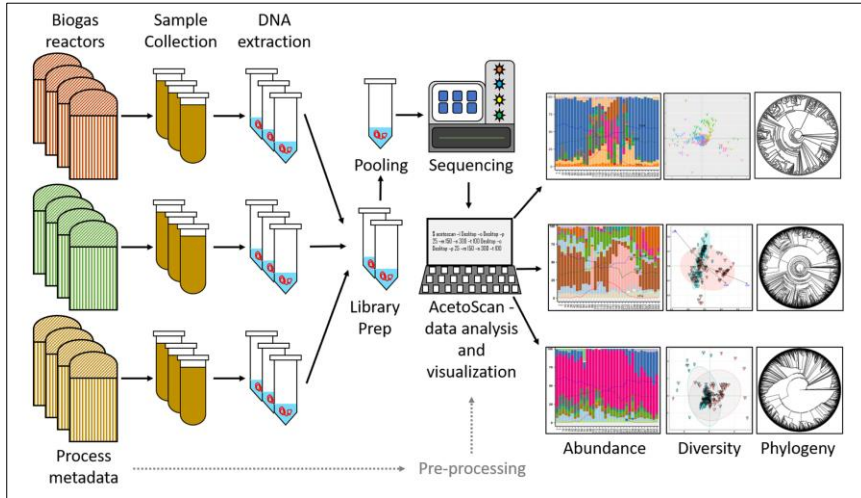 Biogas
reactors
Sample
Collection
DNA
extraction
Pooling
Sequencing
Library
Prep
AcetoScan -
data analysis
and
visualization
Abundance
Diversity
Phylogeny
Process
metadata
Pre-processing